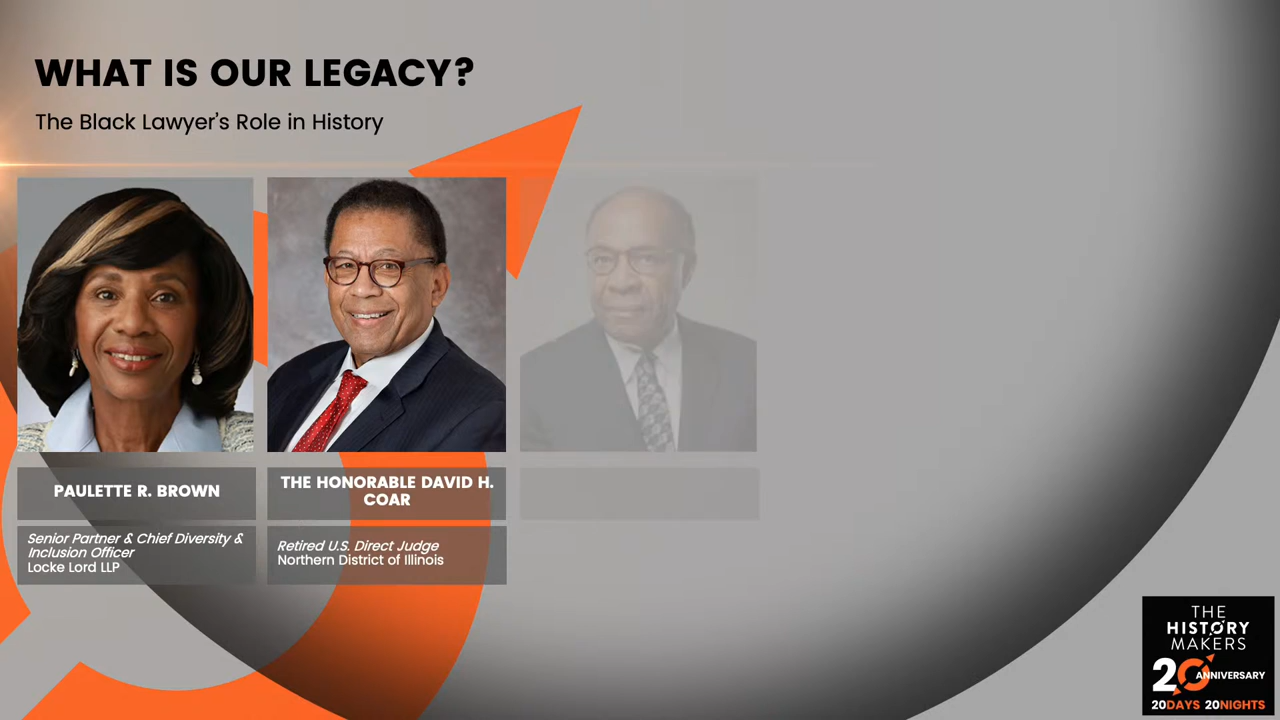 WHAT IS OUR LEGACY?
The Black Lawyer's Role in History
PAULETTE R. BROWN
Senior Partner & Chief Diversity &
Inclusion Officer
Locke Lord LLP
THE HONORABLE DAVID H.
COAR
Retired U.S. Direct Judge
Northern District of Illinois
THE
HISTORY
MAKERS
20 ANNIVERSARY
20DAYS 20NIGHTS